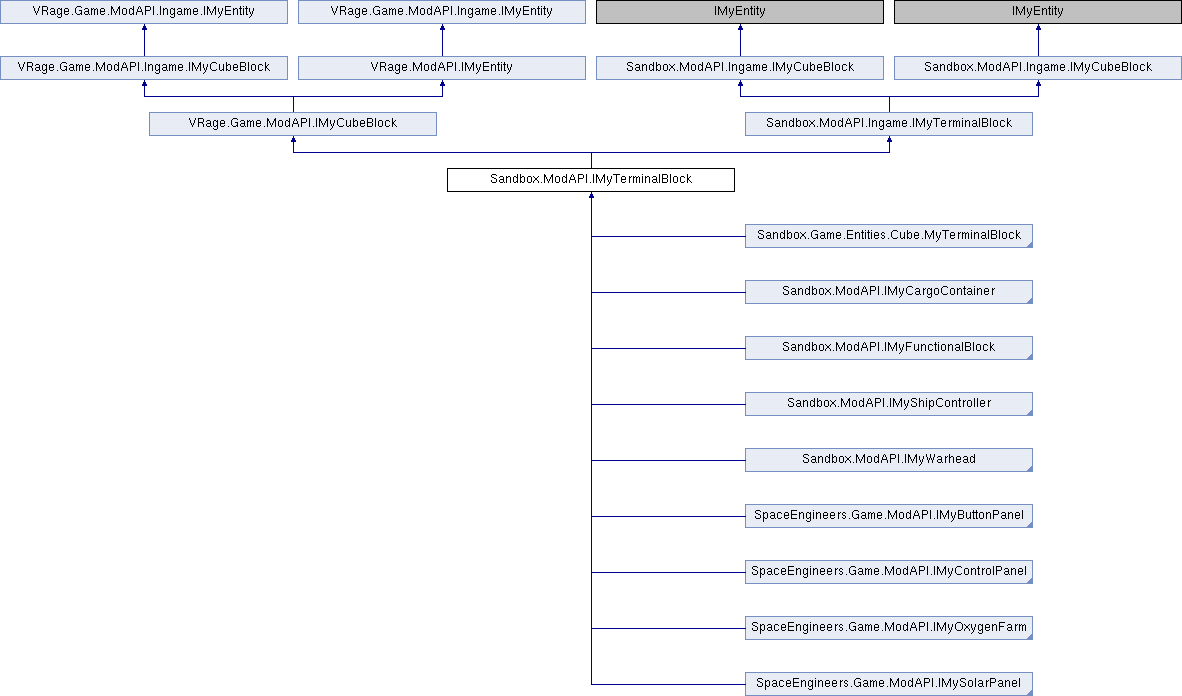 VRage.Game.ModAPI.Ingame.IMyEntity
VRage.Game.ModAPI.Ingame.IMyEntity
IMyEntity
IMyEntity
VRage.Game.ModAPI.Ingame.IMyCubeBlock
VRage.ModAPI.IMyEntity
Sandbox.ModAPI.Ingame.IMyCubeBlock
Sandbox.ModAPI.Ingame.IMyCubeBlock
VRage.Game.ModAPI.IMyCubeBlock
Sandbox.ModAPI.Ingame.IMyTerminalBlock
Sandbox.ModAPI.IMyTerminalBlock
Sandbox.Game.Entities.Cube.MyTerminalBlock
Sandbox.ModAPI.IMyCargoContainer
Sandbox.ModAPI.IMyFunctionalBlock
Sandbox.ModAPI.IMyShipController
Sandbox.ModAPI.IMyWarhead
SpaceEngineers.Game.ModAPI.IMyButtonPanel
SpaceEngineers.Game.ModAPI.IMyControlPanel
SpaceEngineers.Game.ModAPI.IMyOxygenFarm
SpaceEngineers.Game.ModAPI.IMySolarPanel